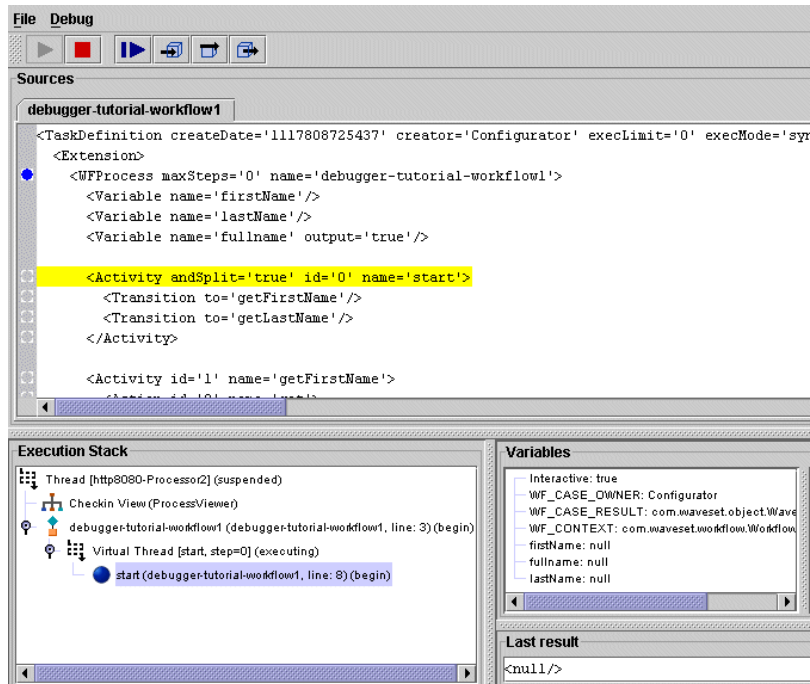 File Debug
Sources
debugger-tutorial-workflow1
<TaskDefinition createDate='1117808725437' creator='Configurator' execLimit='0' execMode='syn
<Extension>
<WFProcess maxSteps='0' name='debugger-tutorial-workflow1'>
<Variable name='firstName'/>
<Variable name='lastName'/>
<Variable name='fullname' output='true'/>
<Activity andSplit='true' id='0' name='start'>
<Transition to='getFirstName'/>
<Transition to='getLastName'/>
</Activity>
<Activity id='1' name='getFirstName'>
Execution Stack
Thread [http8080-Processor2] (suspended)
Checkin View (ProcessViewer)
debugger-tutorial-workflow1 (debugger-tutorial-workflow1, line: 3) (begin)
Virtual Thread [start, step=0] (executing)
start (debugger-tutorial-workflow1, line: 8) (begin)
Variables
Interactive: true
WF_CASE_OWNER: Configurator
WF_CASE_RESULT: com.waveset.object.Wave
WF_CONTEXT: com.waveset.workflow.Workflow
firstName: null
fullname: null
lastName: null
Last result
<null/>